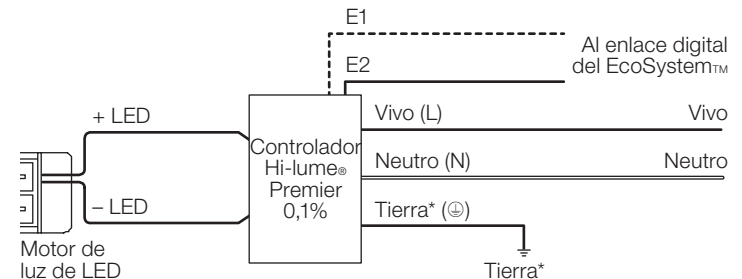 E1
Al enlace digital
del EcoSystem™
E2
+ LED
Vivo (L)
Vivo
Controlador
Hi-lume®
Premier
0,1%
Neutro (N)
Neutro
– LED
Tierra* (⏚)
Motor de
luz de LED
Tierra*